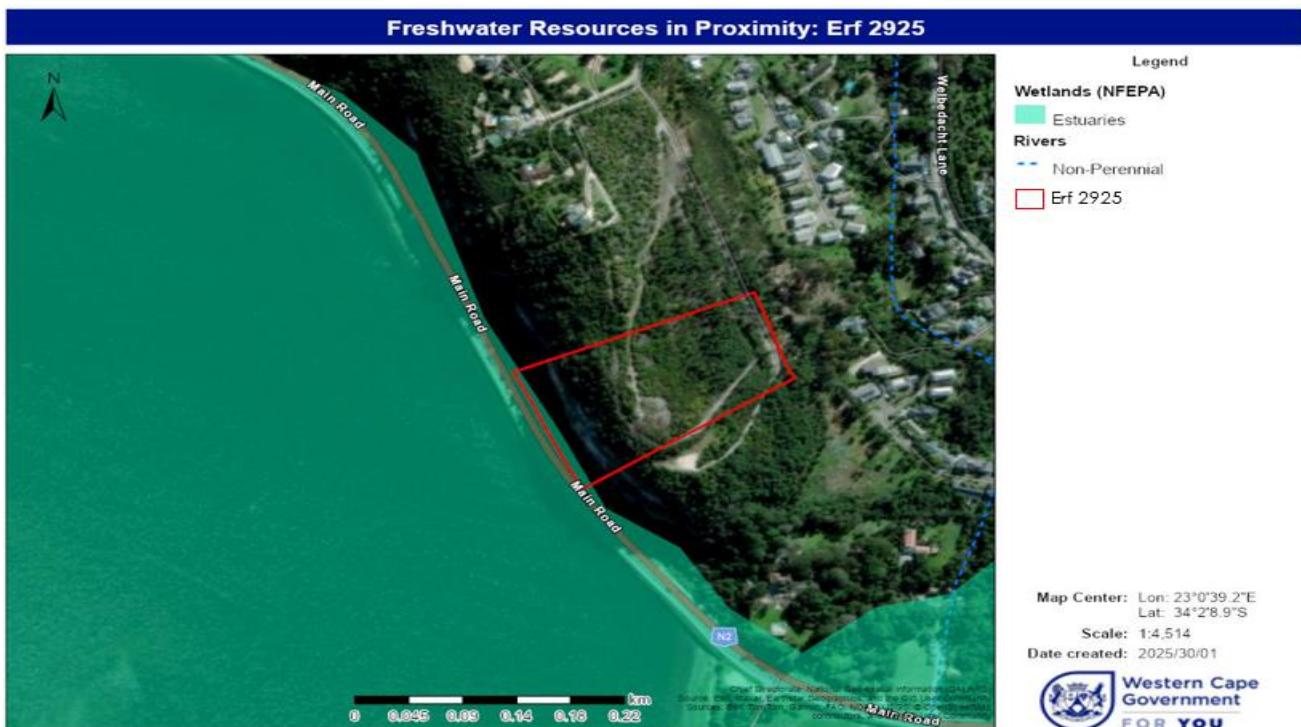 Freshwater Resources in Proximity: Erf 2925
N
Main Road
Main Road
Main Road
Main Road
N2
Welbedacht Lane
km
0 0.045 0.09 0.14 0.18 0.22
Legend
Wetlands (NFEPA)
Estuaries
Rivers
Non-Perennial
Erf 2925
Map Center: Lon: 23°0'39.2"E
Lat: 34°2'8.9"S
Scale: 1:4,514
Date created: 2025/30/01
Western Cape
Government
FOR YOU